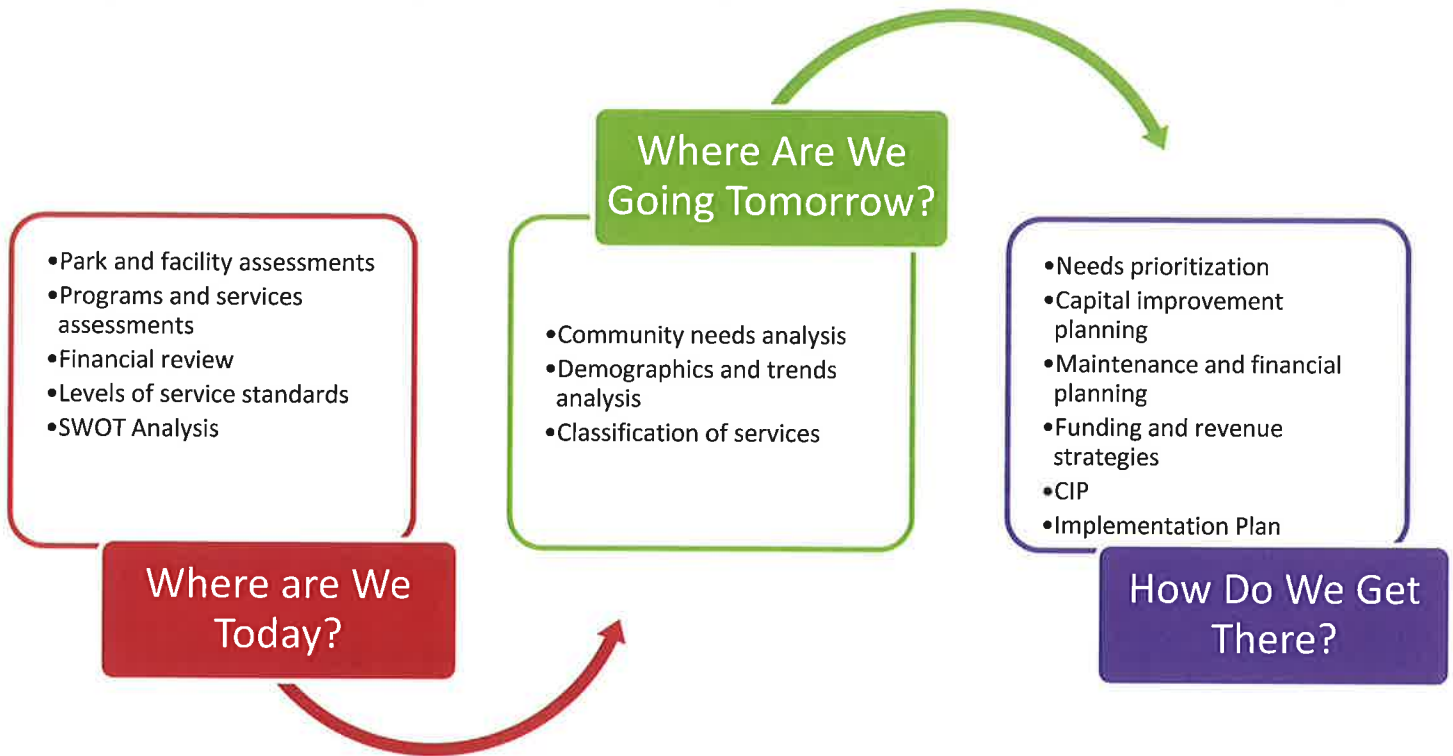 •Park and facility assessments
•Programs and services
assessments
•Financial review
•Levels of service standards
•SWOT Analysis
Where are We
Today?
Where Are We
Going Tomorrow?
•Community needs analysis
•Demographics and trends
analysis
•Classification of services
•Needs prioritization
•Capital improvement
planning
•Maintenance and financial
planning
•Funding and revenue
strategies
•CIP
•Implementation Plan
How Do We Get
There?